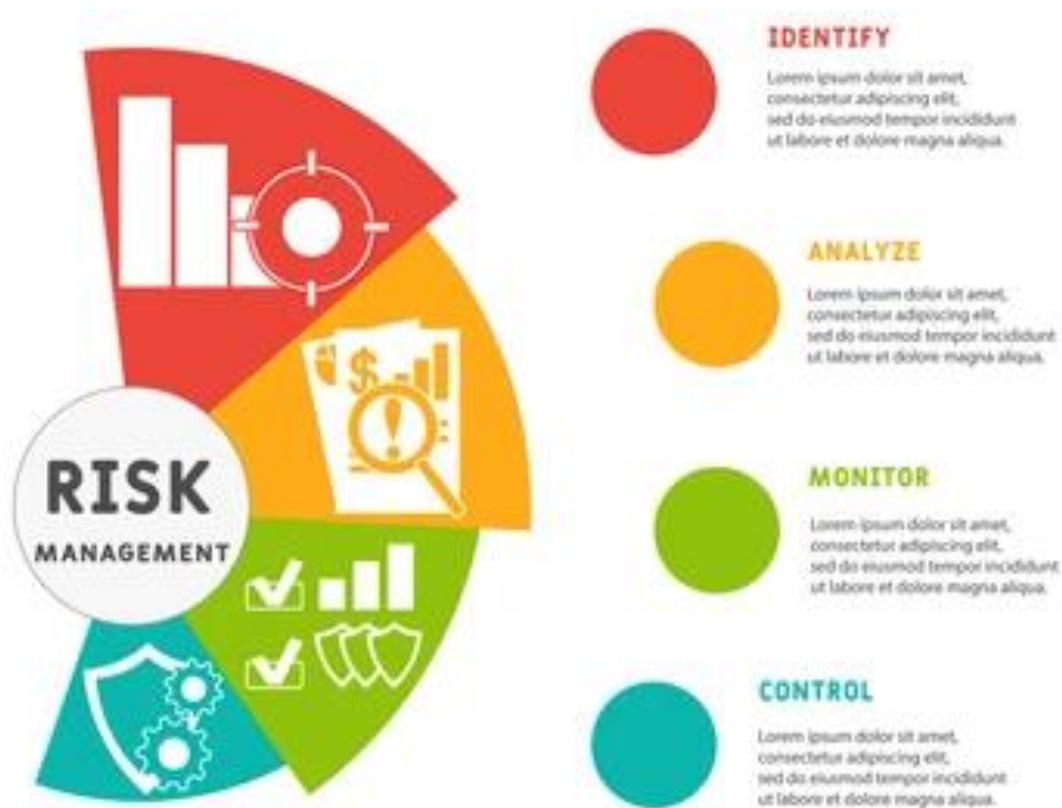 RISK
MANAGEMENT
IDENTIFY
Lorem ipsum dolor sit amet,
consectetur adipiscing elit,
sed do eiusmod tempor incididunt
ut labore et dolore magna aliqua.
ANALYZE
Lorem ipsum dolor sit amet,
consectetur adipiscing elit,
sed do eiusmod tempor incididunt
ut labore et dolore magna aliqua.
MONITOR
Lorem ipsum dolor sit amet,
consectetur adipiscing elit,
sed do eiusmod tempor incididunt
ut labore et dolore magna aliqua.
CONTROL
Lorem ipsum dolor sit amet,
consectetur adipiscing elit,
sed do eiusmod tempor incididunt
ut labore et dolore magna aliqua.
$
!